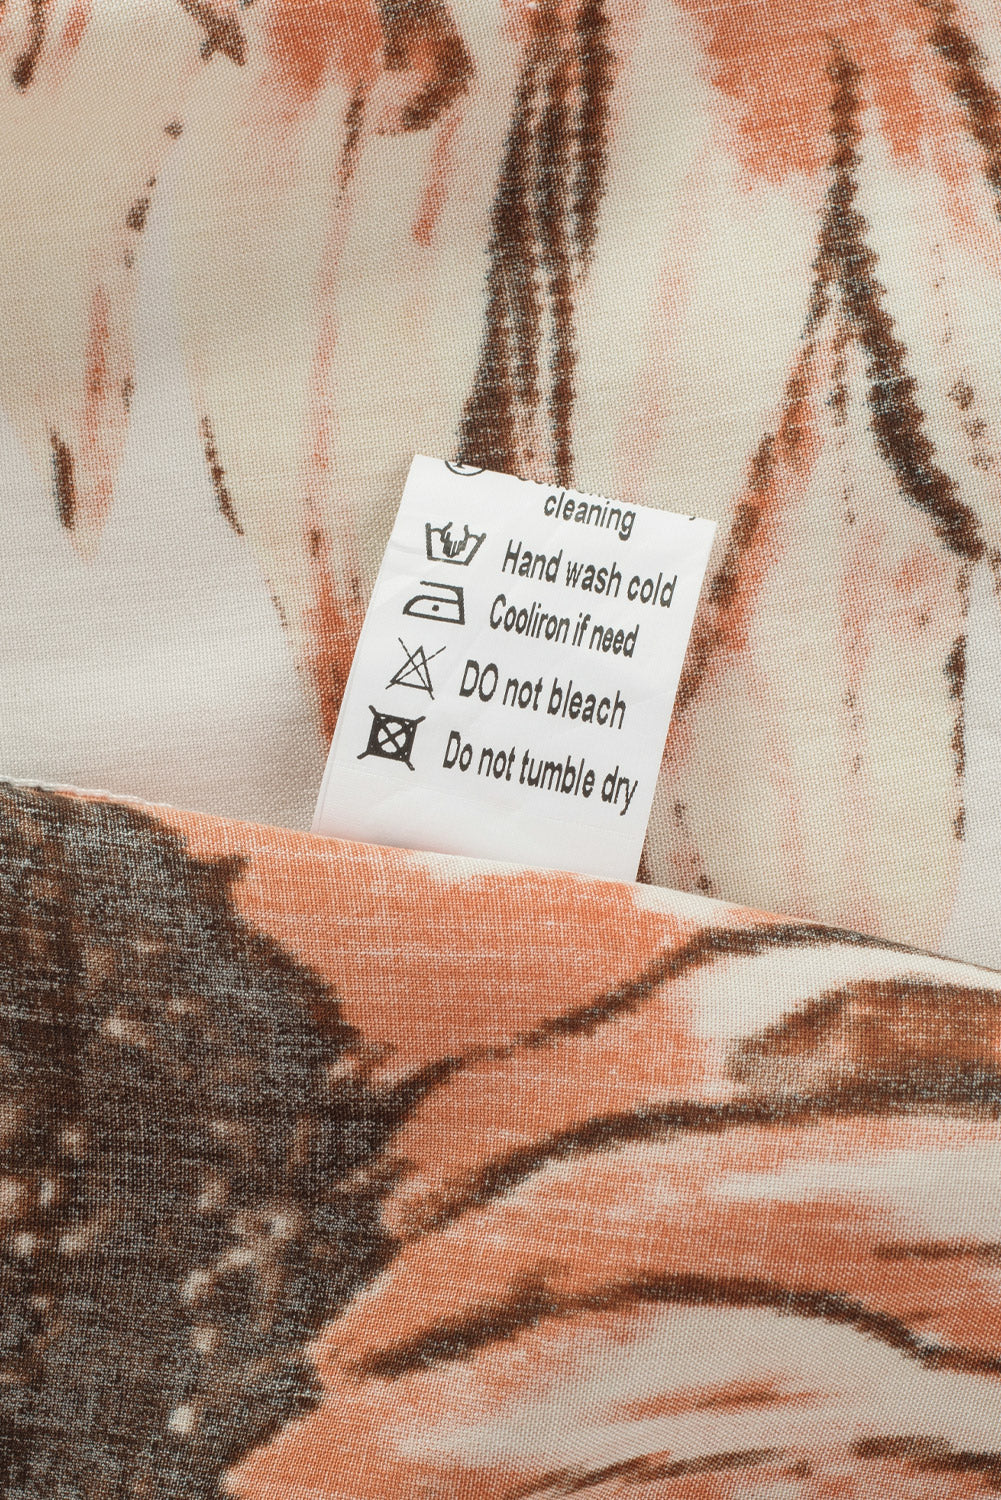 cleaning
Hand wash cold
Cooliron if need
DO not bleach
Do not tumble dry